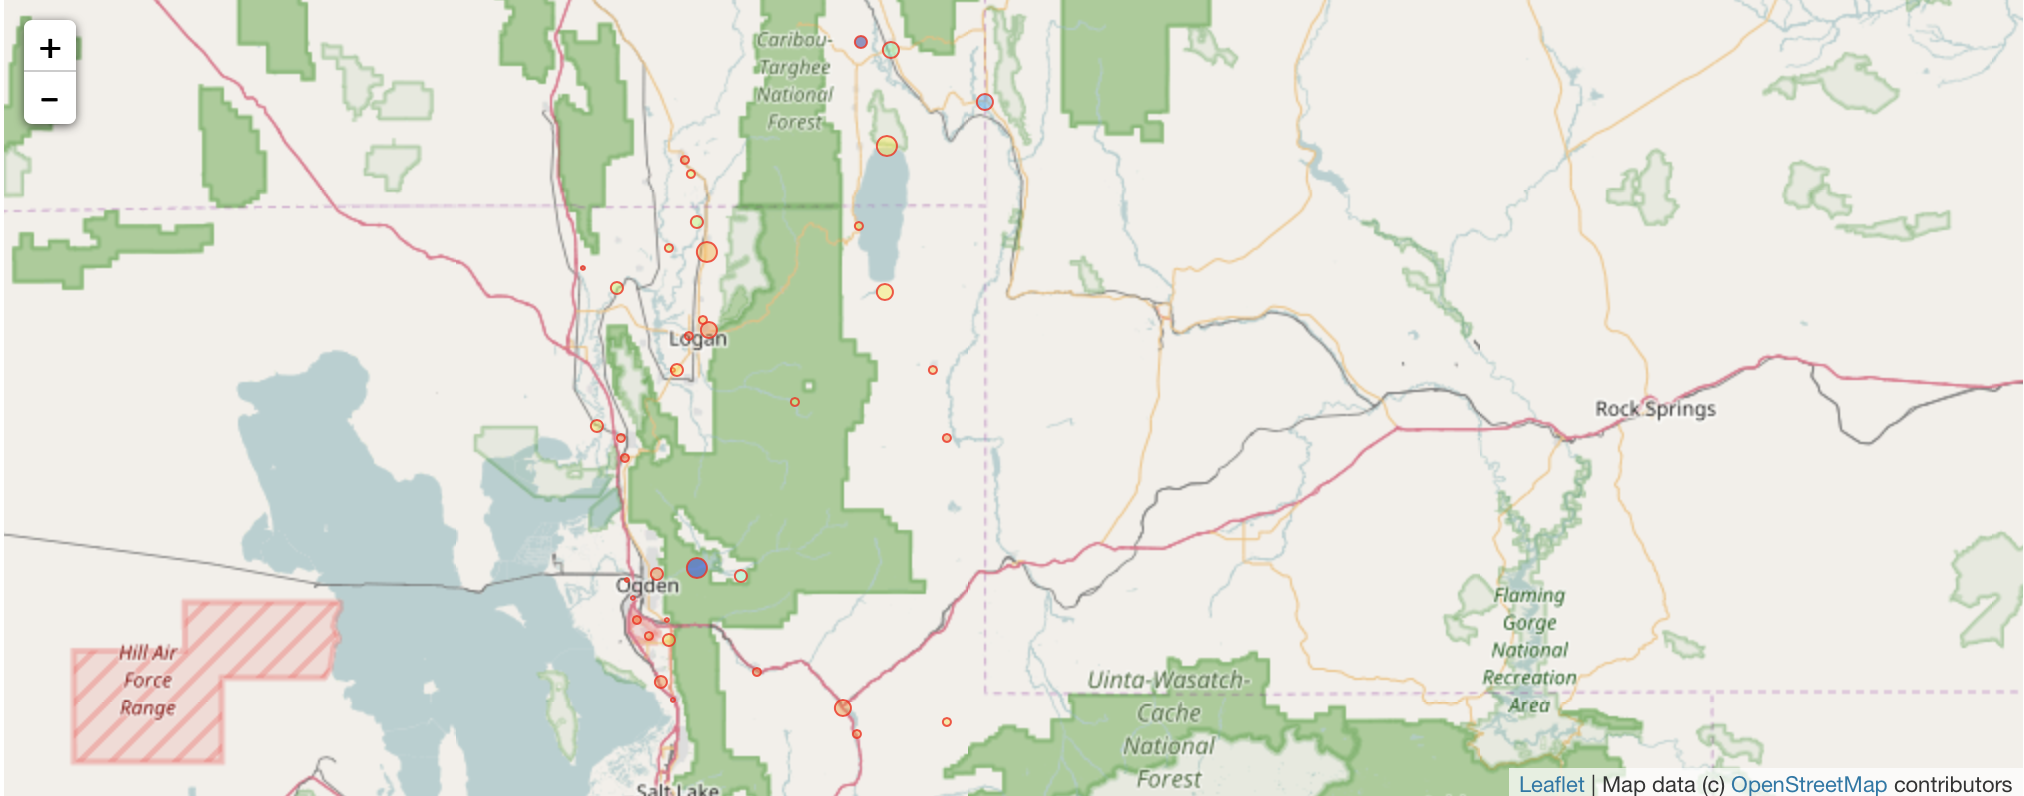 +
−
Caribou-
Targhee
National
Forest
Logan
Rock Springs
Ogden
Hill Air
Force
Range
Flaming
Gorge
National
Recreation
Area
Uinta-Wasatch-
Cache
National
Forest
Salt Lake
Leaflet | Map data (c) OpenStreetMap contributors